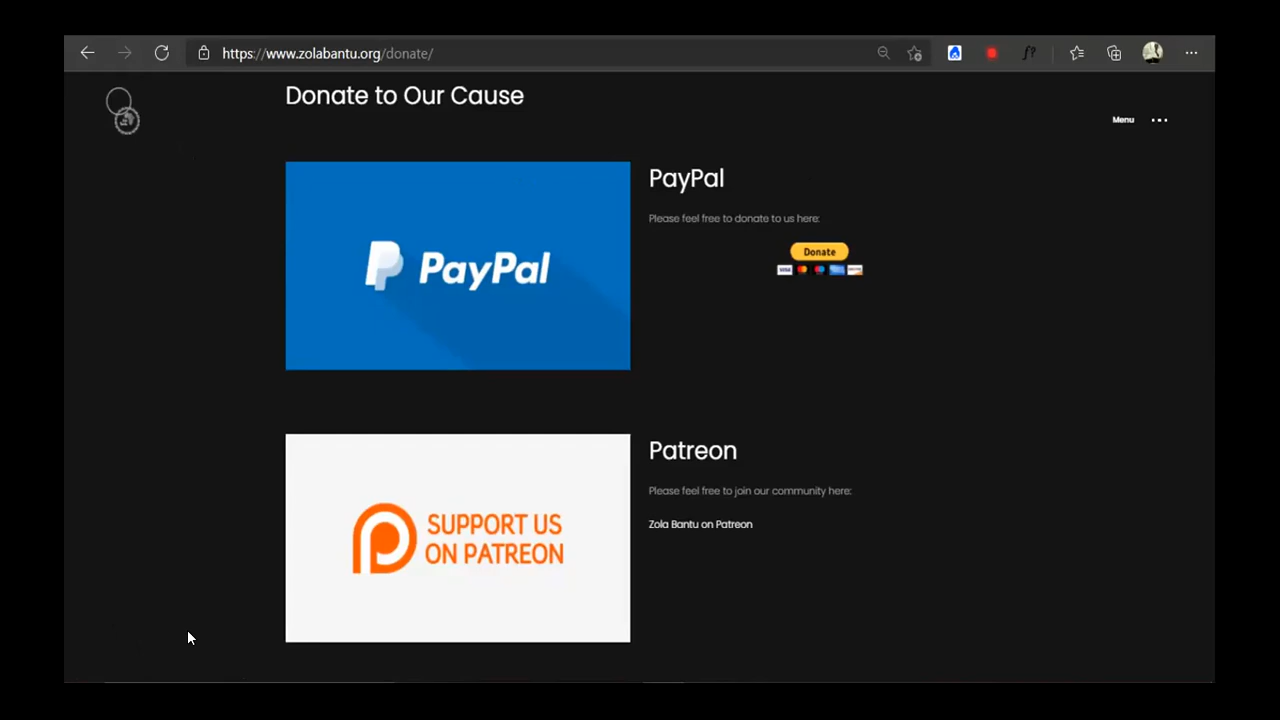 https://www.zolabantu.org/donate/
Donate to Our Cause
Menu
PayPal
PayPal
Please feel free to donate to us here:
Donate
Patreon
Please feel free to join our community here:
SUPPORT US
ON PATREON
Zola Bantu on Patreon